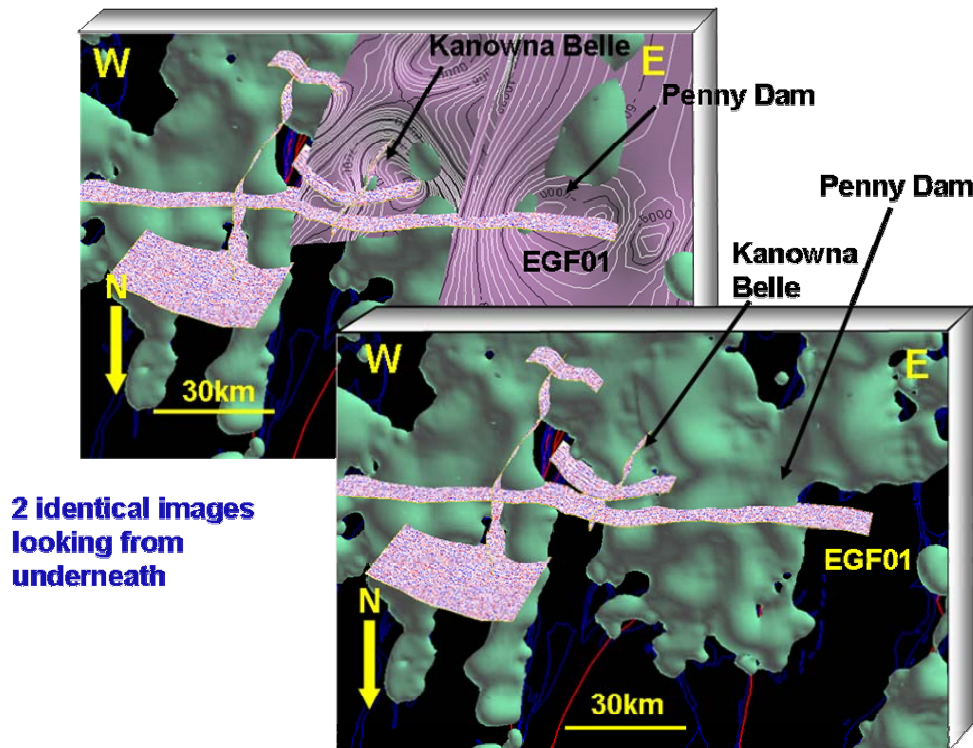 W
Kanowna Belle
E
Penny Dam
EGF01
N
30km
Penny Dam
Kanowna
Belle
W
E
EGF01
N
30km
2 identical images
looking from
underneath